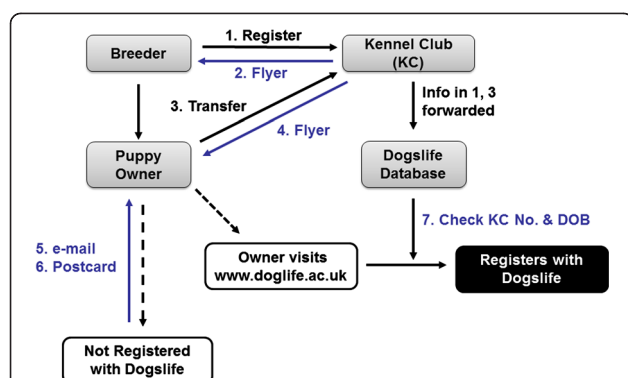 1. Register
Breeder
Kennel Club
(KC)
2. Flyer
3. Transfer
Info in 1, 3
forwarded
4. Flyer
Puppy
Owner
Dogslife
Database
7. Check KC No. & DOB
5. e-mail
6. Postcard
Owner visits
www.doglife.ac.uk
Registers with
Dogslife
Not Registered
with Dogslife